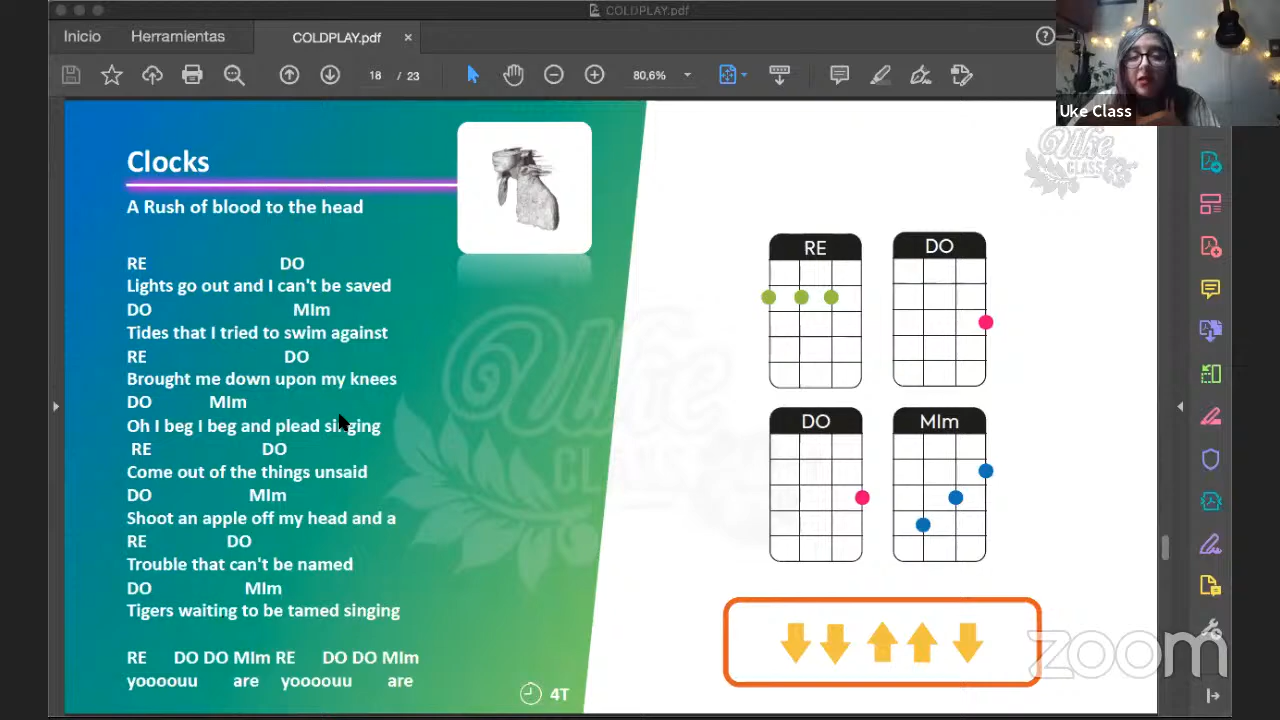 COLDPLAY.pdf
Inicio Herramientas COLDPLAY.pdf ×
18 / 23 80,6%
Uke Class
Clocks
A Rush of blood to the head
RE DO
Lights go out and I can't be saved
DO MIm
Tides that I tried to swim against
RE DO
Brought me down upon my knees
DO MIm
Oh I beg I beg and plead singing
RE DO
Come out of the things unsaid
DO MIm
Shoot an apple off my head and a
RE DO
Trouble that can't be named
DO MIm
Tigers waiting to be tamed singing
RE DO DO MIm RE DO DO MIm
yoooouu are yoooouu are
4T
Uke
CLASS
RE DO
DO MIm
Uke
CLASS
zoom